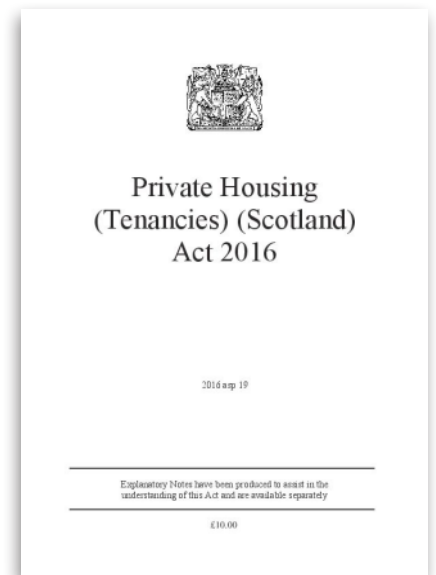 Private Housing
(Tenancies) (Scotland)
Act 2016
2016 asp 19
Explanatory Notes have been produced to assist in the
understanding of this Act and are available separately
£10.00